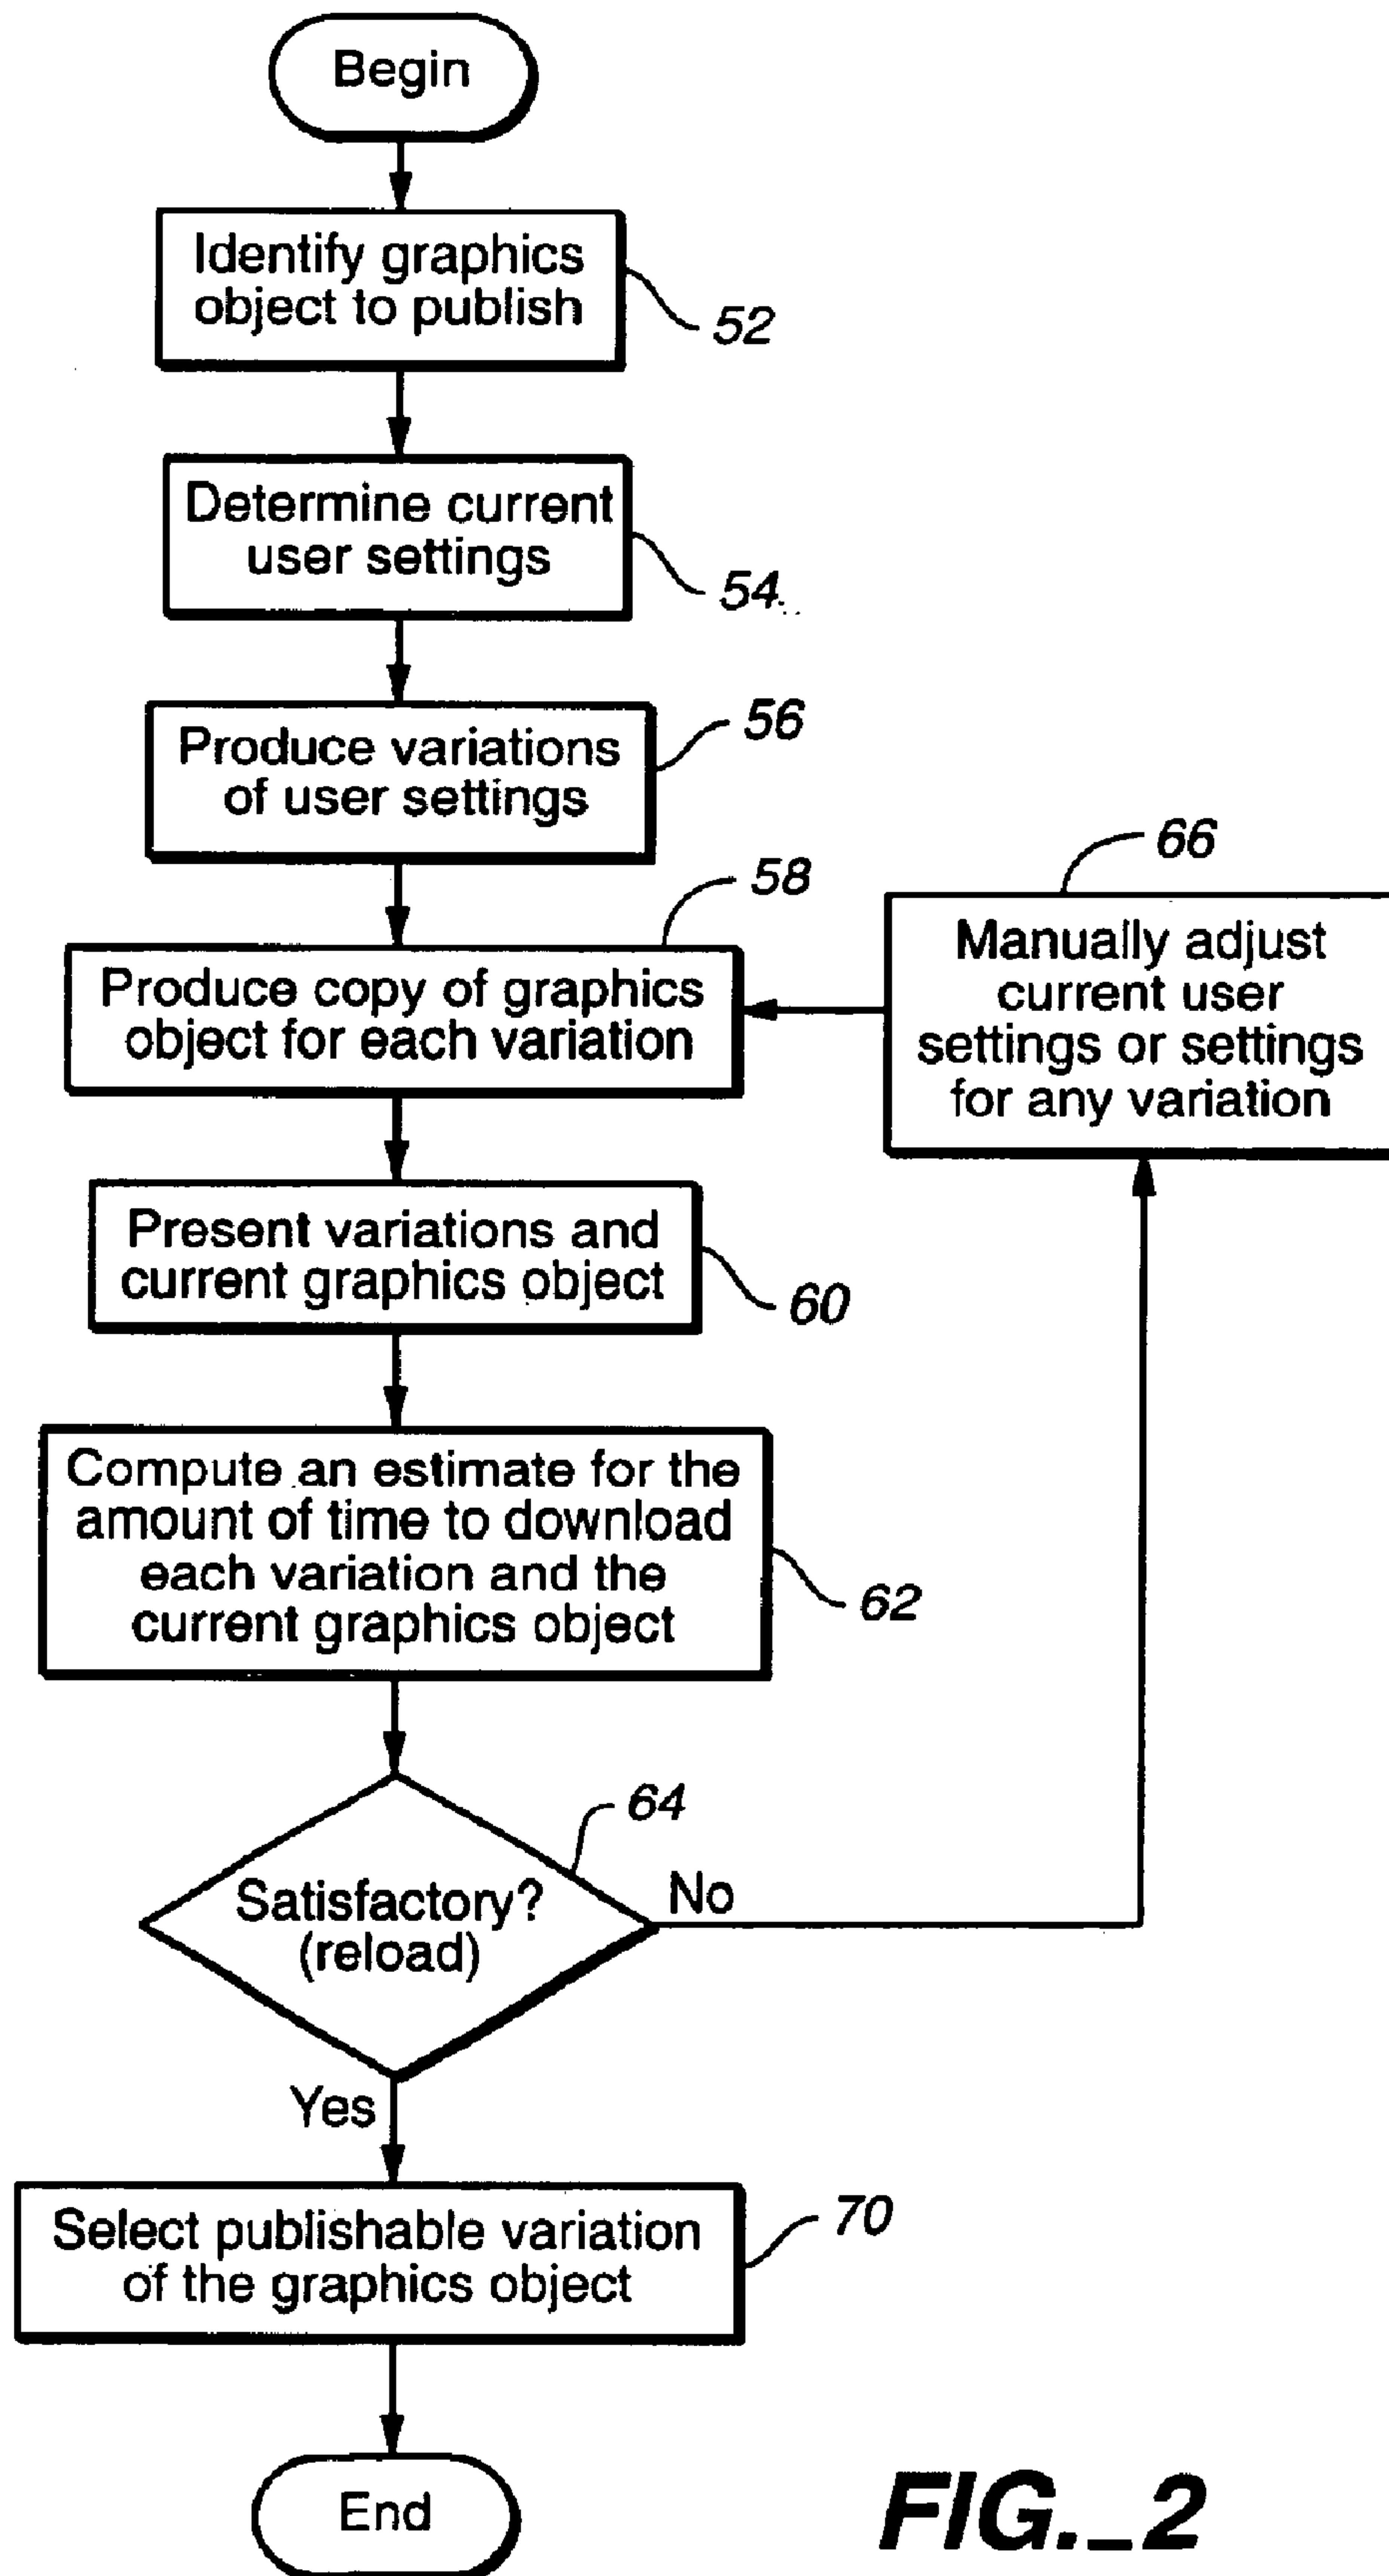 Begin
Identify graphics
object to publish
52
Determine current
user settings
54
Produce variations
of user settings
56
Produce copy of graphics
object for each variation
58
Manually adjust
current user
settings or settings
for any variation
66
Present variations and
current graphics object
60
Compute an estimate for the
amount of time to download
each variation and the
current graphics object
62
Satisfactory?
(reload)
64
No
Yes
Select publishable variation
of the graphics object
70
End
FIG._2